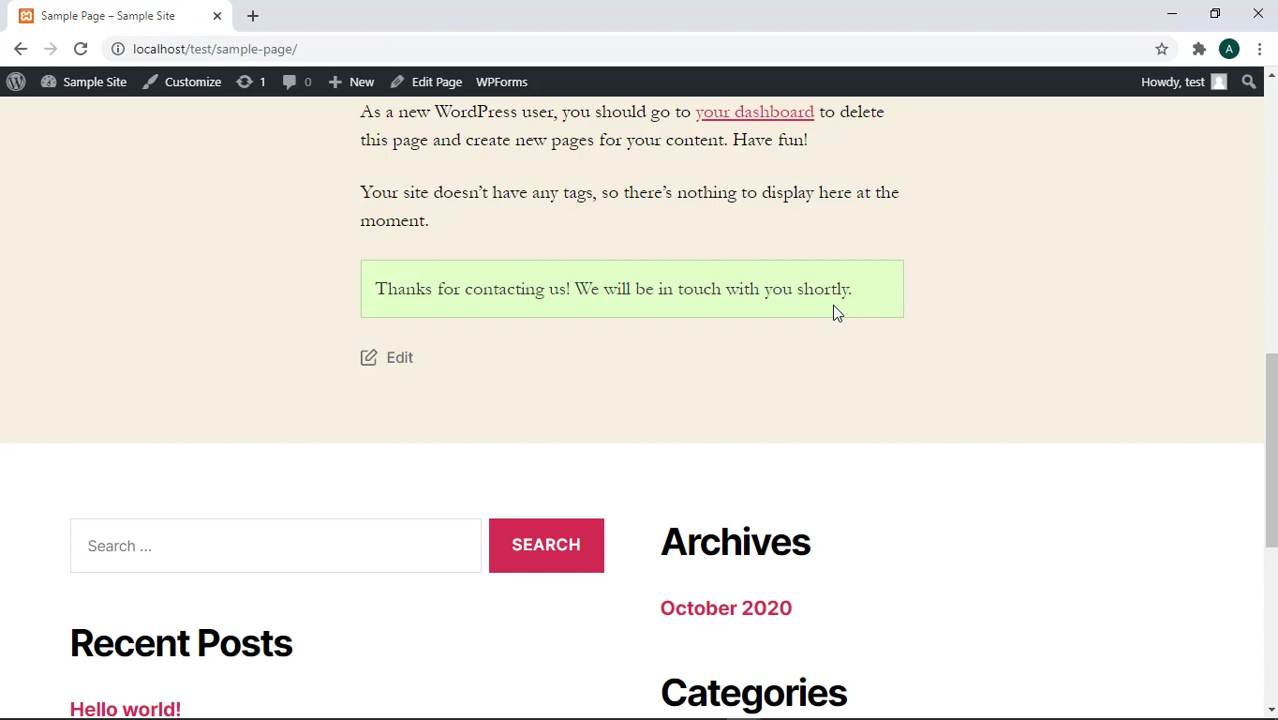 Sample Page – Sample Site
localhost/test/sample-page/
A
Sample Site
Customize
1
0
New
Edit Page
WPForms
Howdy, test
As a new WordPress user, you should go to your dashboard to delete
this page and create new pages for your content. Have fun!
Your site doesn’t have any tags, so there’s nothing to display here at the
moment.
Thanks for contacting us! We will be in touch with you shortly.
Edit
Search …
SEARCH
Archives
October 2020
Recent Posts
Categories
Hello world!